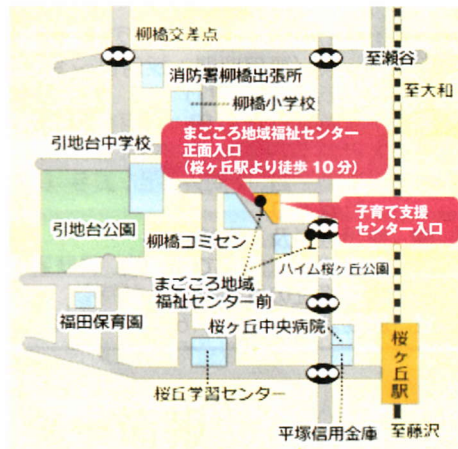 柳橋交差点
至瀬谷
消防署柳橋出張所
至大和
柳橋小学校
まごころ地域福祉センター
正面入口
(桜ヶ丘駅より徒歩10分)
引地台中学校
子育て支援
センター入口
引地台公園
柳橋コミセン
ハイム桜ヶ丘公園
まごころ地域
福祉センター前
福田保育園
桜ヶ丘中央病院
桜ヶ丘駅
桜丘学習センター
平塚信用金庫
至藤沢